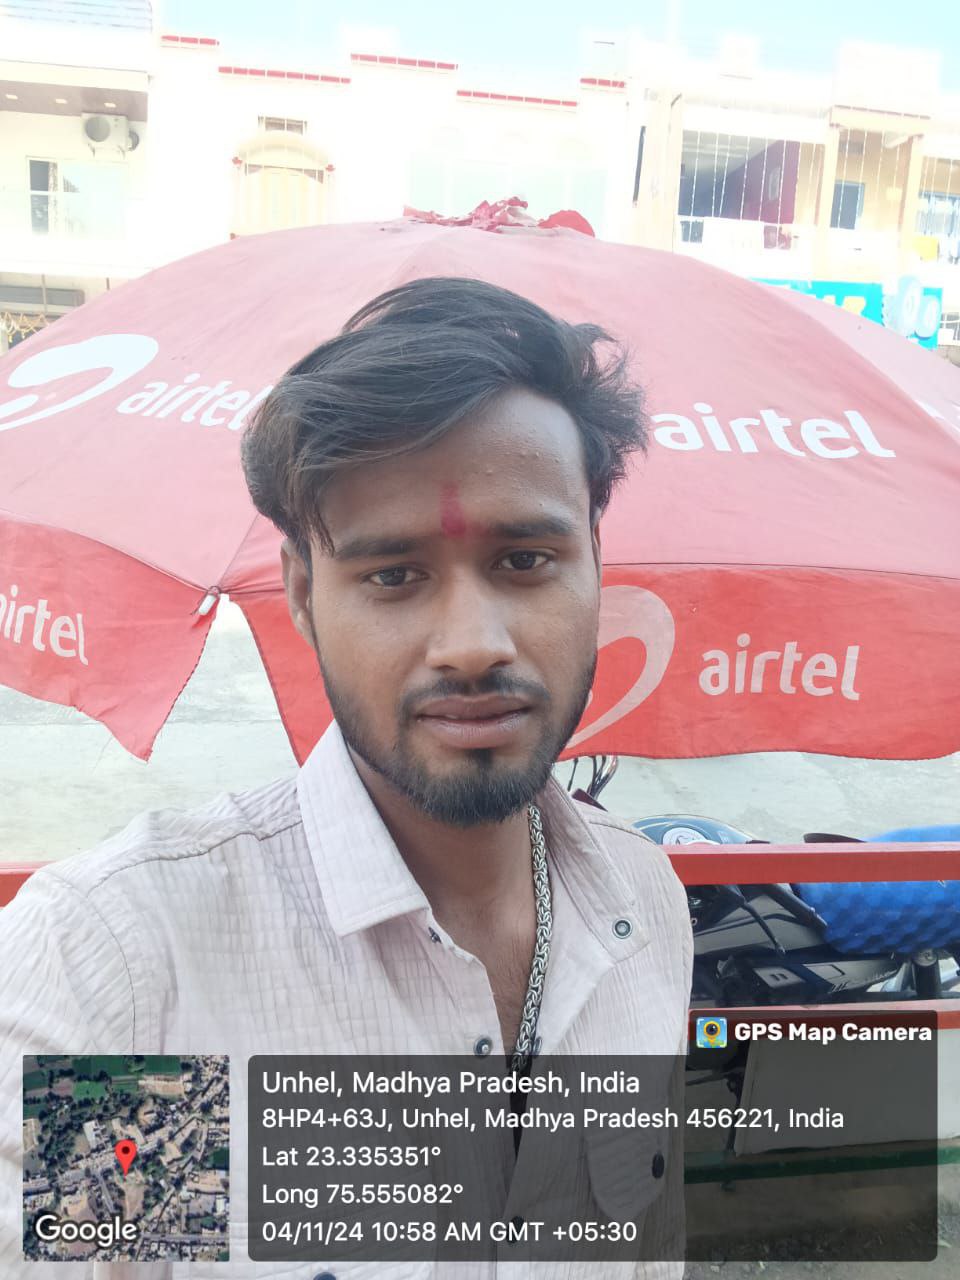 airtel
airtel
airtel
airtel
GPS Map Camera
Unhel, Madhya Pradesh, India
8HP4+63J, Unhel, Madhya Pradesh 456221, India
Lat 23.335351°
Long 75.555082°
04/11/24 10:58 AM GMT +05:30
Google